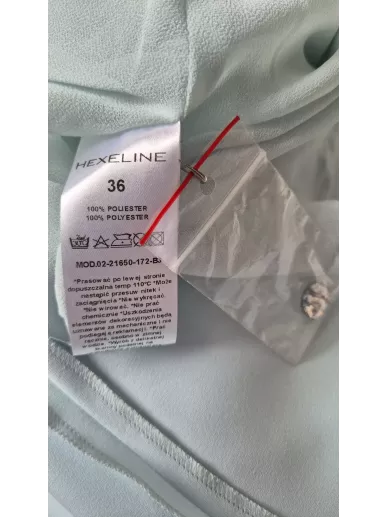 HEXELINE
36
100% POLIESTER
100% POLYESTER
MOD.02-21650-172-B
*Prasować po lewej stronie
dopuszczalna temp 110°C *Może
nastąpić przesuw nitek i
zaciągnięcia *Nie wykręcać.
*Nie wirować. *Nie prać
chemicznie *Uszkodzenia
elementów dekoracyjnych będą
uznawane za mechaniczne i nie
podlegają reklamacji.